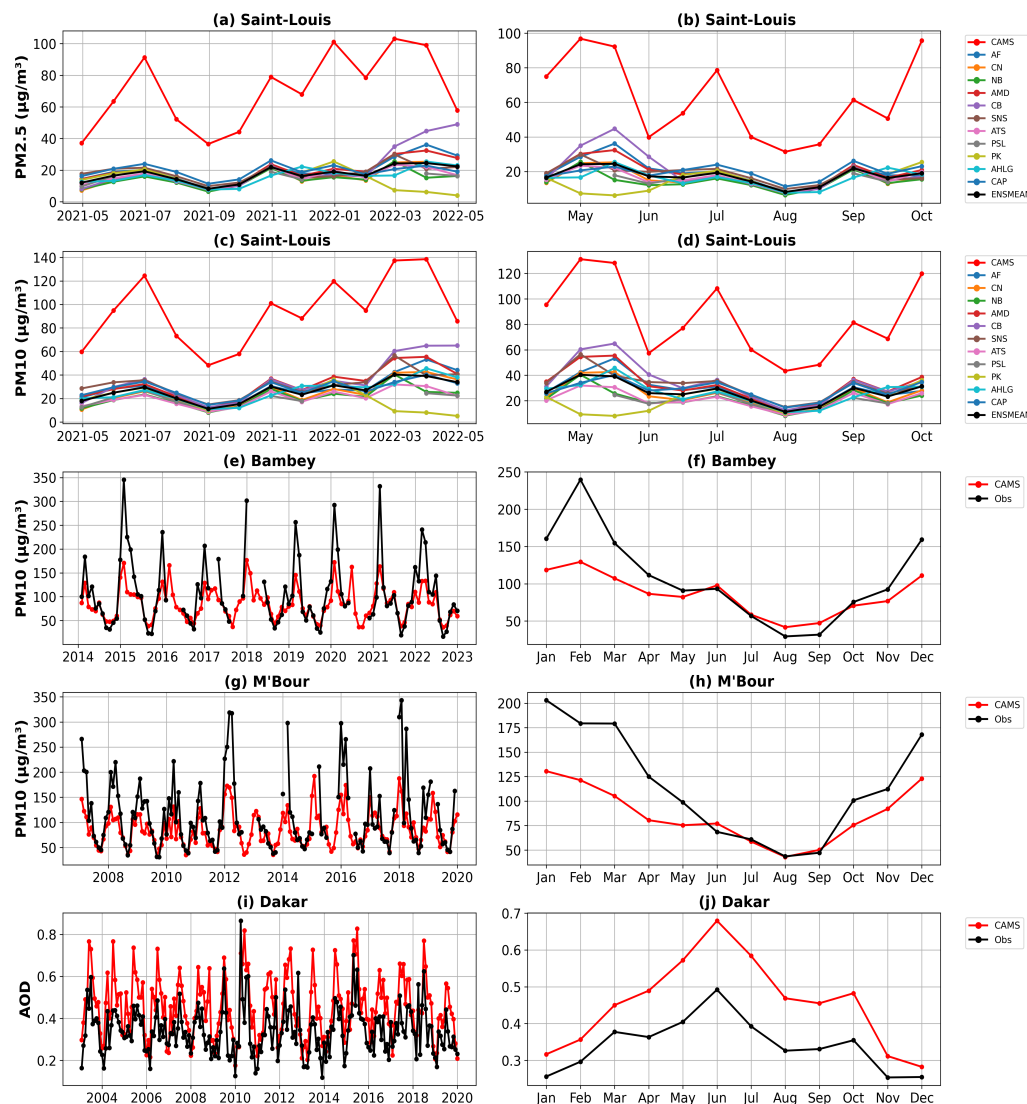 (a) Saint-Louis
PM2.5 (µg/m³)
100
80
60
40
20
0
2021-05 2021-07 2021-09 2021-11 2022-01 2022-03 2022-05
(b) Saint-Louis
100
80
60
40
20
May Jun Jul Aug Sep Oct
CAMS
AF
CN
NB
AMD
CB
SNS
ATS
PSL
PK
AHLG
CAP
ENSMEAN
(c) Saint-Louis
PM10 (µg/m³)
140
120
100
80
60
40
20
0
2021-05 2021-07 2021-09 2021-11 2022-01 2022-03 2022-05
(d) Saint-Louis
120
100
80
60
40
20
May Jun Jul Aug Sep Oct
CAMS
AF
CN
NB
AMD
CB
SNS
ATS
PSL
PK
AHLG
CAP
ENSMEAN
(e) Bambey
PM10 (µg/m³)
350
300
250
200
150
100
50
2014 2015 2016 2017 2018 2019 2020 2021 2022 2023
(f) Bambey
250
200
150
100
50
Jan Feb Mar Apr May Jun Jul Aug Sep Oct Nov Dec
CAMS
Obs
(g) M'Bour
PM10 (µg/m³)
350
300
250
200
150
100
50
2008 2010 2012 2014 2016 2018 2020
(h) M'Bour
200
175
150
125
100
75
50
Jan Feb Mar Apr May Jun Jul Aug Sep Oct Nov Dec
CAMS
Obs
(i) Dakar
AOD
0.8
0.6
0.4
0.2
2004 2006 2008 2010 2012 2014 2016 2018 2020
(j) Dakar
0.7
0.6
0.5
0.4
0.3
Jan Feb Mar Apr May Jun Jul Aug Sep Oct Nov Dec
CAMS
Obs